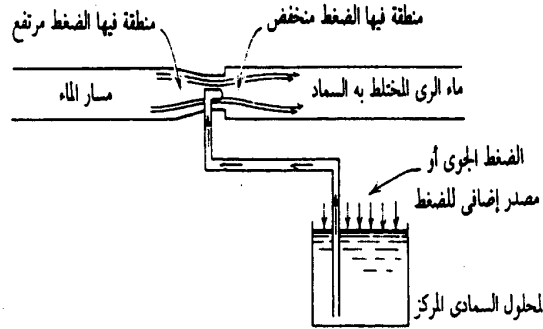 منطقة فيها الضغط منخفض
منطقة فيها الضغط مرتفع
ماء الرى المختلط به السماد
مسار الماء
الضغط الجوى أو
مصدر إضافى للضغط
المحلول السمادى المركز